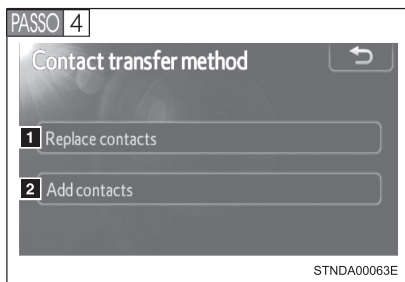 PASSO 4
Contact transfer method
1 Replace contacts
2 Add contacts
STNDA00063E